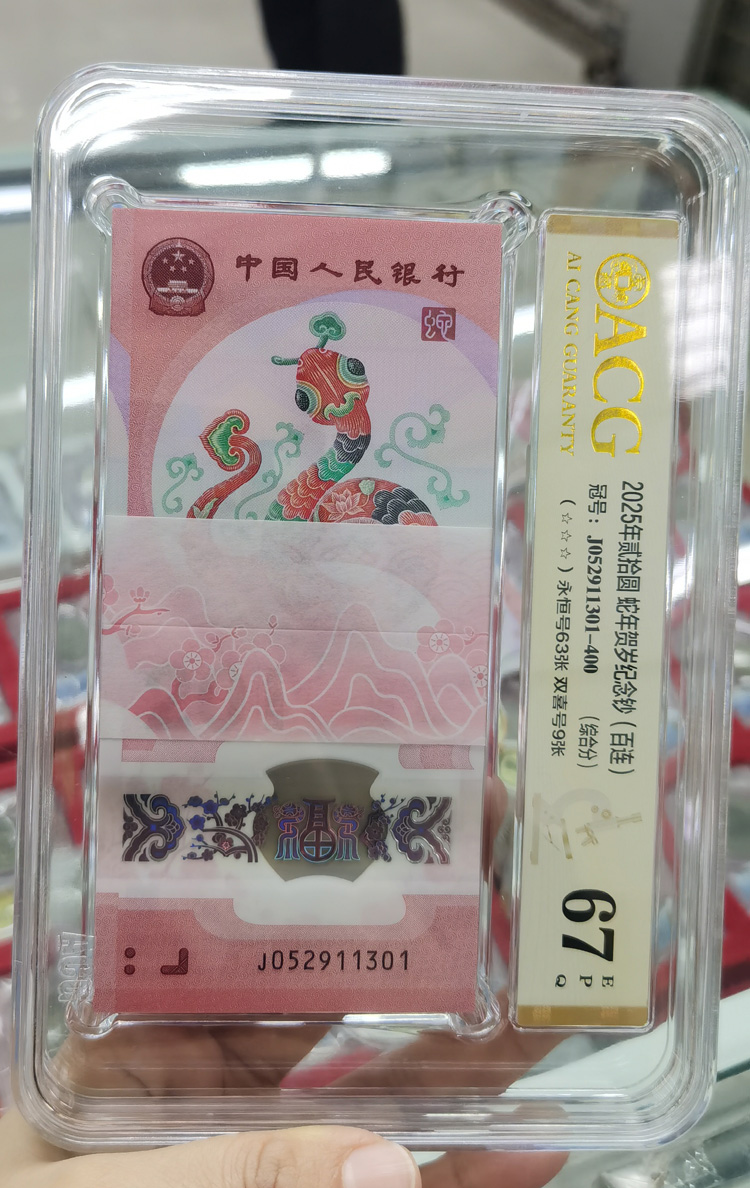 中国人民银行
蛇
J052911301
ACG
AI CANG GUARANTY
2025年贰拾圆 蛇年贺岁纪念钞（百连）
冠号：J052911301-400 （综合分）
（☆☆☆）永恒号63张 双喜号9张
67
EPQ
ACG